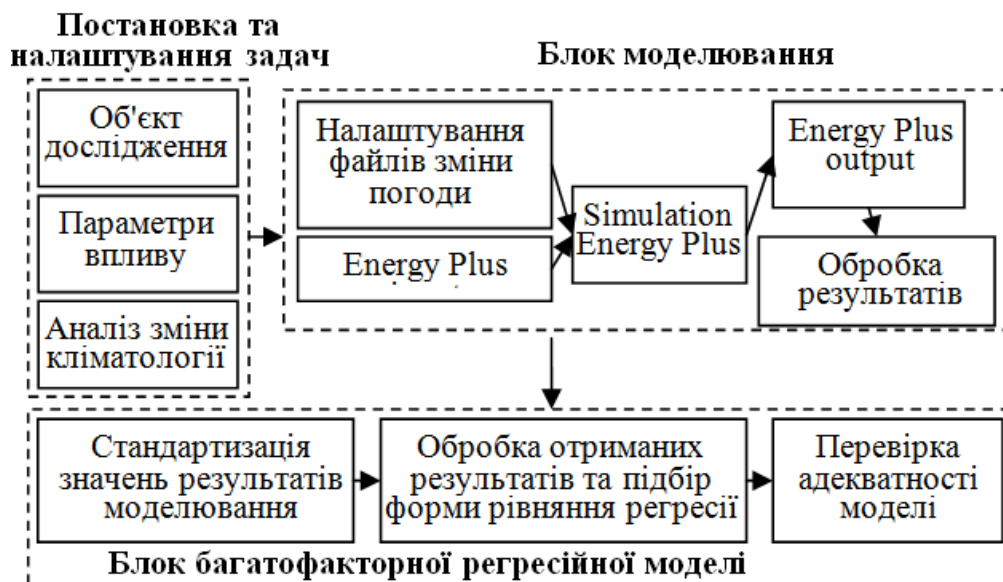 Постановка та
налаштування задач
Об'єкт
дослідження
Параметри
впливу
Аналіз зміни
кліматології
Блок моделювання
Налаштування
файлів зміни
погоди
Energy Plus
Simulation
Energy Plus
Energy Plus
output
Обробка
результатів
Стандартизація
значень результатів
моделювання
Обробка отриманих
результатів та підбір
форми рівняння регресії
Перевірка
адекватності
моделі
Блок багатофакторної регресійної моделі